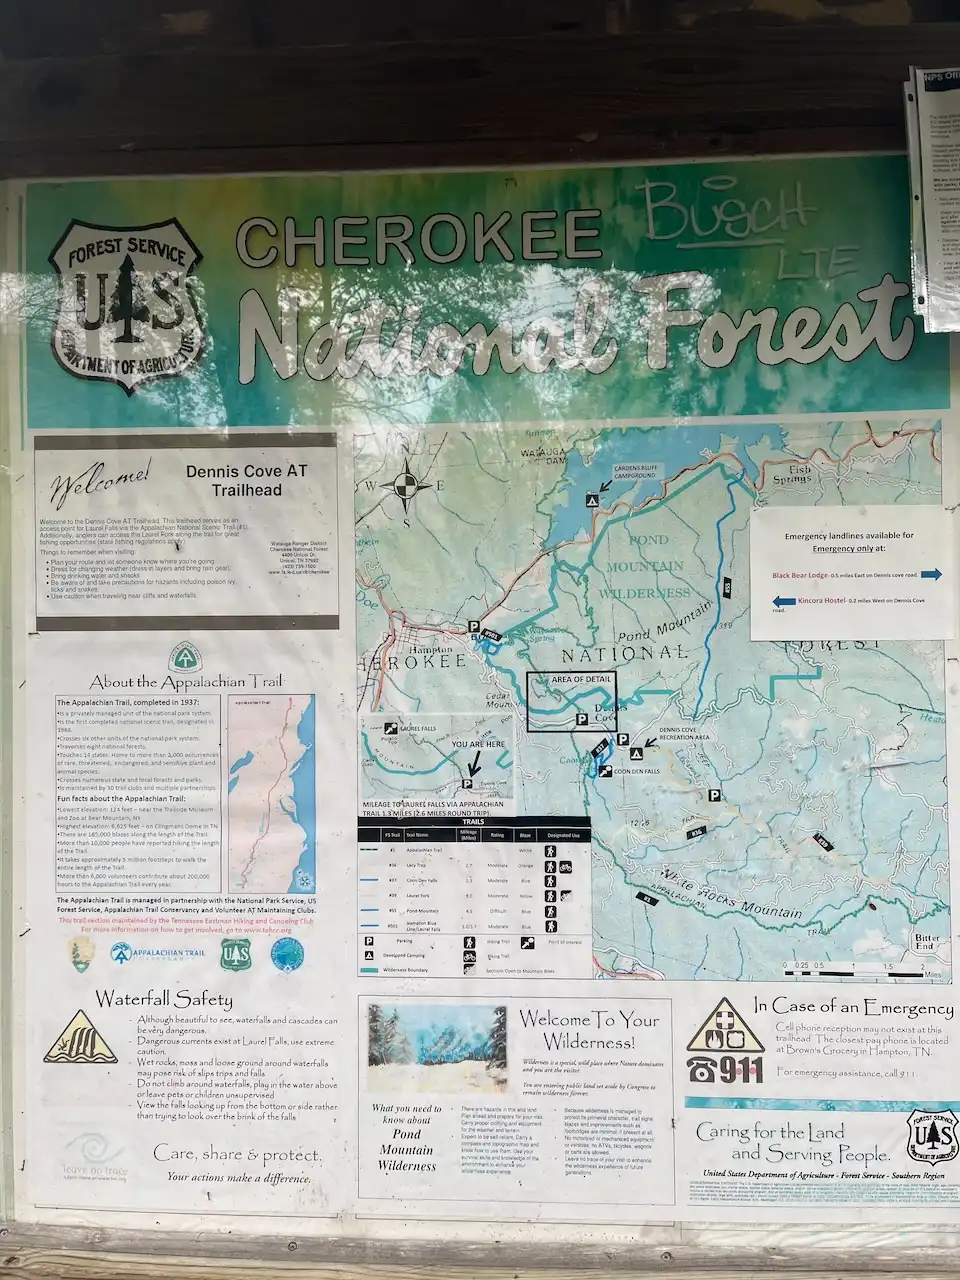 NPS
FOREST SERVICE
US
DEPARTMENT OF AGRICULTURE
CHEROKEE
BUSCH
LTE
National Forest
Welcome!
Dennis Cove AT
Trailhead
Welcome to the Dennis Cove AT Trailhead. This trailhead serves as an
access point for Laurel Falls via the Appalachian National Scenic Trail (#1).
Additionally, anglers can access the Laurel Fork along the trail for great
fishing opportunities (state fishing regulations apply).
Things to remember when visiting:
• Plan your route and let someone know where you're going.
• Dress for changing weather (dress in layers and bring rain gear).
• Bring drinking water and snacks.
• Be aware of and take precautions for hazards including poison ivy,
ticks and snakes.
• Use caution when traveling near cliffs and waterfalls.
Watauga Ranger District
Cherokee National Forest
4400 Unicoi Dr.
Unicoi, TN 37692
(423) 735-1500
www.fs.fed.us/r8/cherokee
About the Appalachian Trail
The Appalachian Trail, completed in 1937:
•Is a privately managed unit of the national park system.
•Is the first completed national scenic trail, designated in
1968.
•Crosses six other units of the national park system.
•Traverses eight national forests.
•Touches 14 states. Home to more than 2,000 occurrences
of rare, threatened, endangered, and sensitive plant and
animal species.
•Crosses numerous state and local forests and parks.
•Is maintained by 30 trail clubs and multiple partnerships.
Fun facts about the Appalachian Trail:
•Lowest elevation: 124 feet – near the Trailside Museum
and Zoo at Bear Mountain, NY
•Highest elevation: 6,625 feet – on Clingmans Dome in TN
•There are 165,000 blazes along the length of the Trail.
•More than 10,000 people have reported hiking the length
of the Trail.
•It takes approximately 5 million footsteps to walk the
entire length of the Trail.
•More than 6,000 volunteers contribute about 200,000
hours to the Appalachian Trail every year.
Appalachian Trail
The Appalachian Trail is managed in partnership with the National Park Service, US
Forest Service, Appalachian Trail Conservancy and Volunteer AT Maintaining Clubs.
This trail section maintained by the Tennessee Eastman Hiking and Canoeing Club
For more information on how to get involved, go to www.tehcc.org
APPALACHIAN TRAIL
US
Waterfall Safety
- Although beautiful to see, waterfalls and cascades can
be very dangerous.
- Dangerous currents exist at Laurel Falls, use extreme
caution.
- Wet rocks, moss and loose ground around waterfalls
may pose risk of slips trips and falls.
- Do not climb around waterfalls, play in the water above
or leave pets or children unsupervised
- View the falls looking up from the bottom or side rather
than trying to look over the brink of the falls
leave no trace
Care, share & protect.
Your actions make a difference.
N
W
E
S
WATAUGA
DAM
CARDENS BLUFF
CAMPGROUND
Fish
Springs
POND
MOUNTAIN
WILDERNESS
Pond Mountain
#55
Doe
Hampton
P
#501
CHEROKEE
NATIONAL
FOREST
Cedar
Mount
AREA OF DETAIL
Dennis
Cove
P
DENNIS COVE
RECREATION AREA
P
#37
COON DEN FALLS
P
#36
TRAIL
White Rocks Mountain
#1
APPALACHIAN
TRAIL
Bitter
End
0 0.25 0.5 1 1.5 2
Miles
Emergency landlines available for
Emergency only at:
Black Bear Lodge- 0.5 miles East on Dennis cove road.
Kincora Hostel- 0.2 miles West on Dennis Cove
road.
LAUREL FALLS
YOU ARE HERE
MOUNTAIN
P
MILEAGE TO LAUREL FALLS VIA APPALACHIAN
TRAIL 1.3 MILES (2.6 MILES ROUND TRIP).
TRAILS
FS Trail Trail Name Mileage (Miles) Rating Blaze Designated Use
#1 Appalachian Trail White
#36 Lacy Trap 2.7 Moderate Orange
#37 Coon Den Falls 1.3 Moderate Blue
#39 Laurel Fork Moderate Yellow
#55 Pond Mountain 4.5 Difficult Blue
#501 Hampton Blue Line/Laurel Falls Moderate Blue
P Parking Hiking Trail Point of Interest
Developed Camping Biking Trail
Wilderness Boundary Sections Open to Mountain Bikes
Welcome To Your
Wilderness!
Wilderness is a special, wild place where Nature dominates
and you are the visitor.
You are entering public land set aside by Congress to
remain wilderness forever.
What you need to
know about
Pond
Mountain
Wilderness
• There are hazards in this wild land.
Plan ahead and prepare for your visit.
Carry proper clothing and equipment
for the weather and terrain.
• Expect to be self reliant. Carry a
compass and topographic map and
know how to use them. Use your
survival skills and knowledge of the
environment to enhance your
wilderness experience.
• Because wilderness is managed to
protect its primeval character, trail signs
blazes and improvements such as
footbridges are minimal, if present at all.
• No motorized or mechanized equipment
or vehicles, no ATVs, bicycles, wagons
or carts are allowed.
• Leave no trace of your visit to enhance
the wilderness experience of future
generations.
In Case of an Emergency
Cell phone reception may not exist at this
trailhead. The closest pay phone is located
at Brown's Grocery in Hampton, TN.
For emergency assistance, call 911.
911
Caring for the Land
and Serving People.
US
United States Department of Agriculture - Forest Service - Southern Region